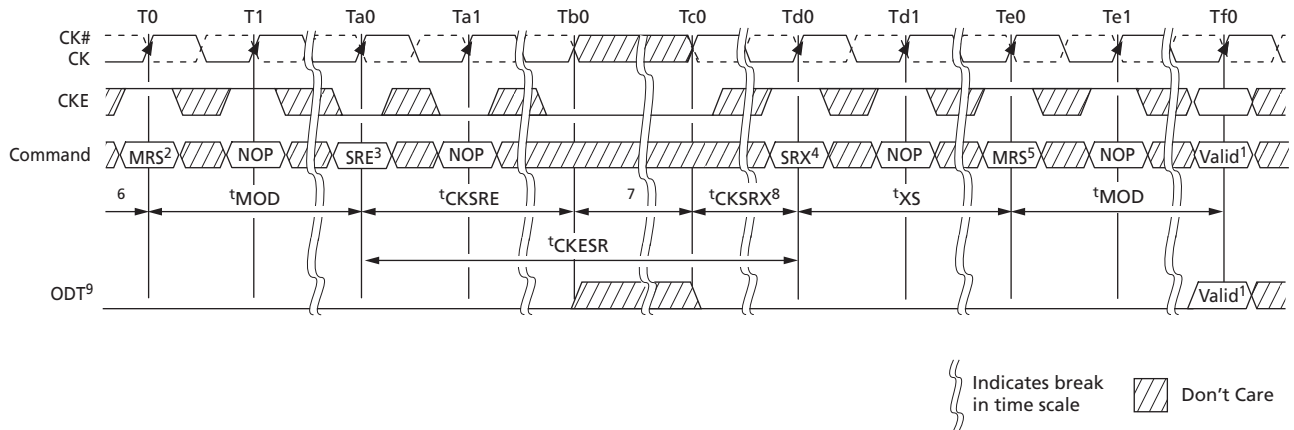 T0 T1 Ta0 Ta1 Tb0 Tc0 Td0 Td1 Te0 Te1 Tf0
CK#
CK
CKE
Command MRS² NOP SRE³ NOP SRX⁴ NOP MRS⁵ NOP Valid¹
6 ᵗMOD ᵗCKSRE 7 ᵗCKSRX⁸ ᵗXS ᵗMOD
ᵗCKESR
ODT⁹ Valid¹
Indicates break
in time scale
Don't Care